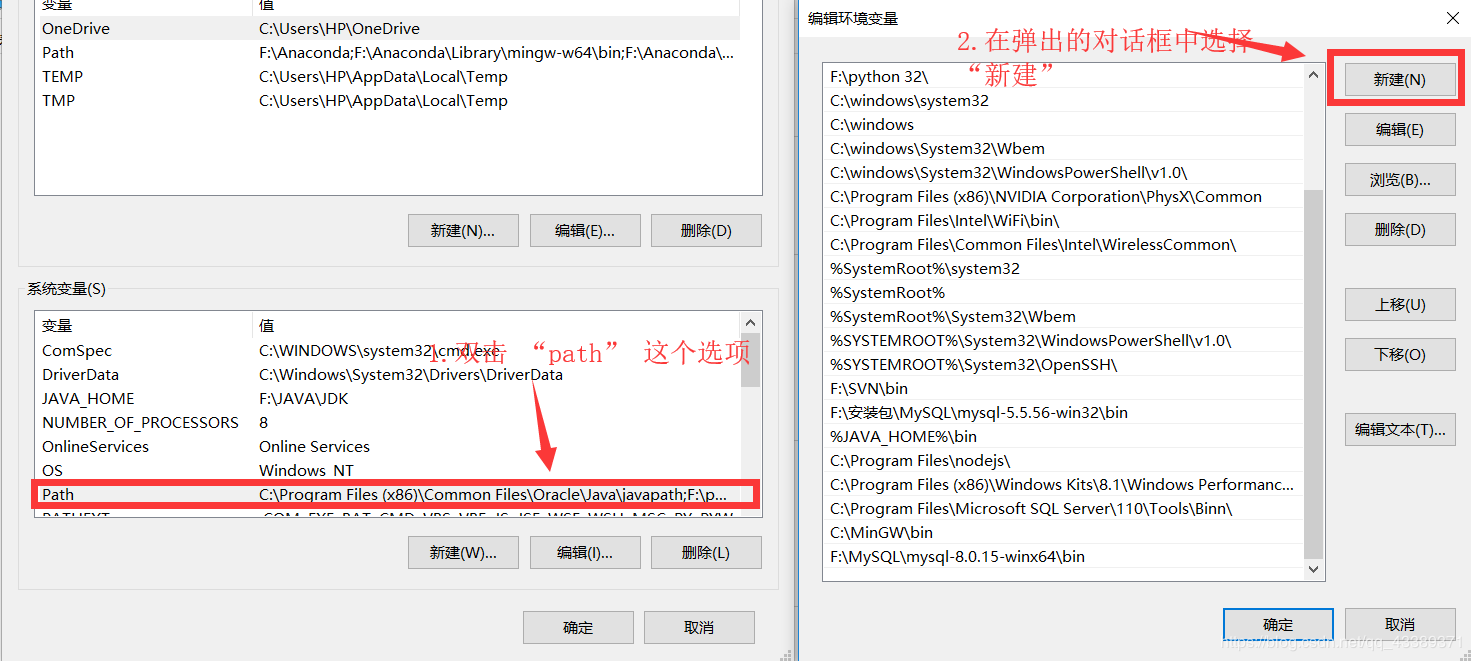 变量 值
OneDrive C:\Users\HP\OneDrive
Path F:\Anaconda;F:\Anaconda\Library\mingw-w64\bin;F:\Anaconda\...
TEMP C:\Users\HP\AppData\Local\Temp
TMP C:\Users\HP\AppData\Local\Temp
新建(N)... 编辑(E)... 删除(D)
系统变量(S)
变量 值
ComSpec C:\WINDOWS\system32\cmd.exe
1.双击 “path” 这个选项
DriverData C:\Windows\System32\Drivers\DriverData
JAVA_HOME F:\JAVA\JDK
NUMBER_OF_PROCESSORS 8
OnlineServices Online Services
OS Windows_NT
Path C:\Program Files (x86)\Common Files\Oracle\Java\javapath;F:\p...
新建(W)... 编辑(I)... 删除(L)
确定 取消
编辑环境变量
2.在弹出的对话框中选择
“新建”
F:\python 32\
C:\windows\system32
C:\windows
C:\windows\System32\Wbem
C:\windows\System32\WindowsPowerShell\v1.0\
C:\Program Files (x86)\NVIDIA Corporation\PhysX\Common
C:\Program Files\Intel\WiFi\bin\
C:\Program Files\Common Files\Intel\WirelessCommon\
%SystemRoot%\system32
%SystemRoot%
%SystemRoot%\System32\Wbem
%SYSTEMROOT%\System32\WindowsPowerShell\v1.0\
%SYSTEMROOT%\System32\OpenSSH\
F:\SVN\bin
F:\安装包\MySQL\mysql-5.5.56-win32\bin
%JAVA_HOME%\bin
C:\Program Files\nodejs\
C:\Program Files (x86)\Windows Kits\8.1\Windows Performanc...
C:\Program Files\Microsoft SQL Server\110\Tools\Binn\
C:\MinGW\bin
F:\MySQL\mysql-8.0.15-winx64\bin
新建(N)
编辑(E)
浏览(B)...
删除(D)
上移(U)
下移(O)
编辑文本(T)...
确定 取消
https://blog.csdn.net/qq_43389371